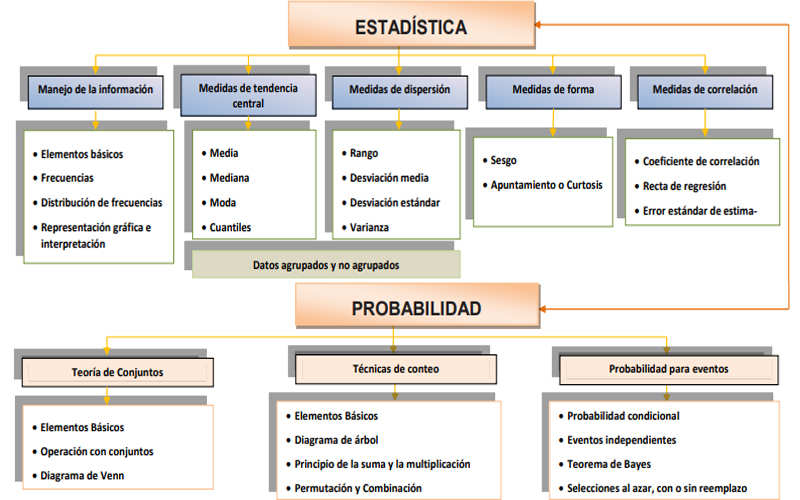 ESTADÍSTICA
Manejo de la información
Medidas de tendencia
central
Medidas de dispersión
Medidas de forma
Medidas de correlación
• Elementos básicos
• Frecuencias
• Distribución de frecuencias
• Representación gráfica e
interpretación
• Media
• Mediana
• Moda
• Cuantiles
• Rango
• Desviación media
• Desviación estándar
• Varianza
• Sesgo
• Apuntamiento o Curtosis
• Coeficiente de correlación
• Recta de regresión
• Error estándar de estima-
Datos agrupados y no agrupados
PROBABILIDAD
Teoría de Conjuntos
Técnicas de conteo
Probabilidad para eventos
• Elementos Básicos
• Operación con conjuntos
• Diagrama de Venn
• Elementos Básicos
• Diagrama de árbol
• Principio de la suma y la multiplicación
• Permutación y Combinación
• Probabilidad condicional
• Eventos independientes
• Teorema de Bayes
• Selecciones al azar, con o sin reemplazo